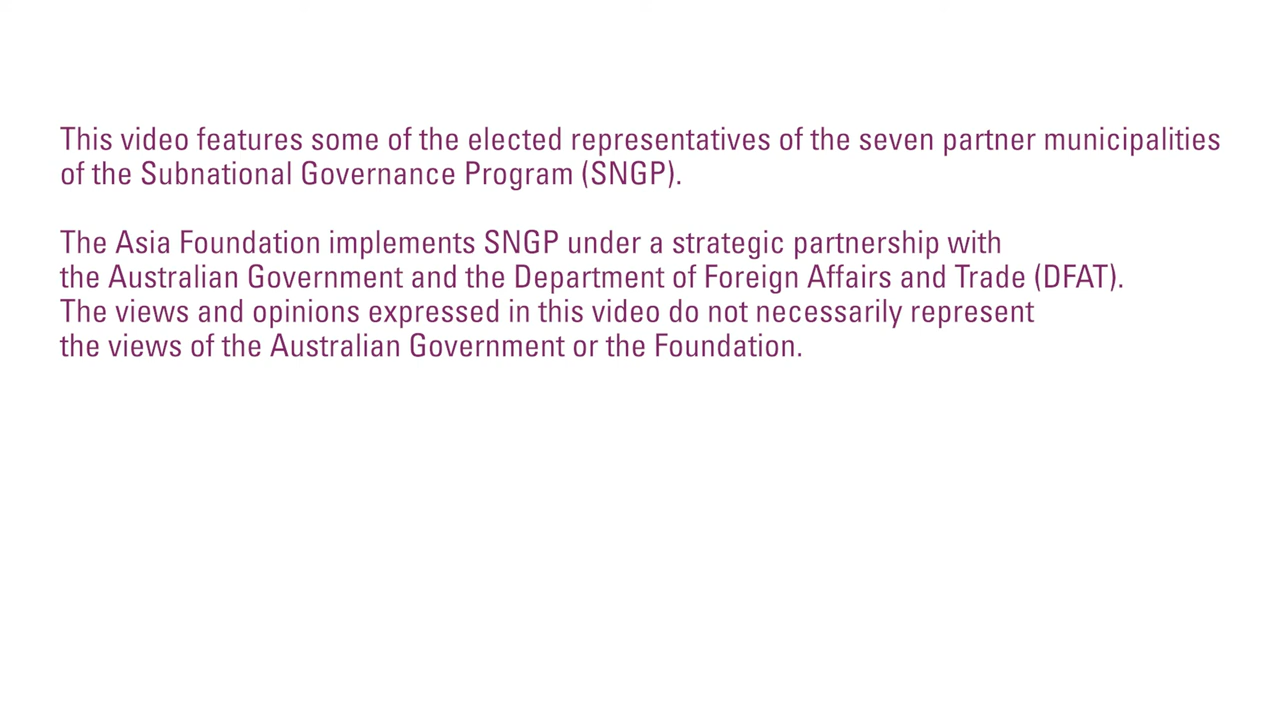 This video features some of the elected representatives of the seven partner municipalities
of the Subnational Governance Program (SNGP).
The Asia Foundation implements SNGP under a strategic partnership with
the Australian Government and the Department of Foreign Affairs and Trade (DFAT).
The views and opinions expressed in this video do not necessarily represent
the views of the Australian Government or the Foundation.